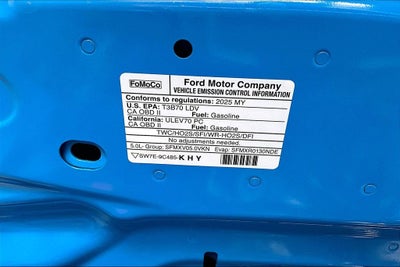 FoMoCo
Ford Motor Company
VEHICLE EMISSION CONTROL INFORMATION
Conforms to regulations: 2025 MY
U.S. EPA: T3B70 LDV
CA OBD II Fuel: Gasoline
California: ULEV70 PC
CA OBD II Fuel: Gasoline
TWC/HO2S/SFI/WR-HO2S/DFI
No adjustments needed.
5.0L- Group: SFMXV05.0VKN Evap: SFMXR0130NDE
SW7E-9C485- K H Y